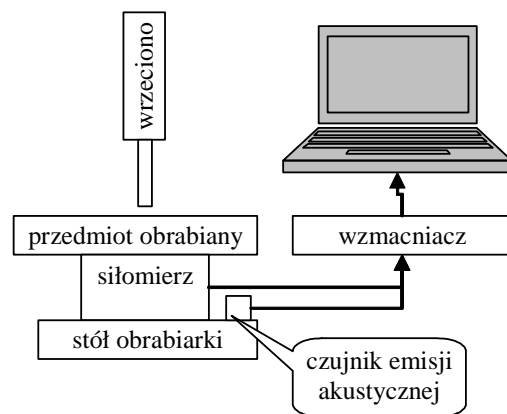 wrzeciono
przedmiot obrabiany
wzmacniacz
siłomierz
stół obrabiarki
czujnik emisji
akustycznej